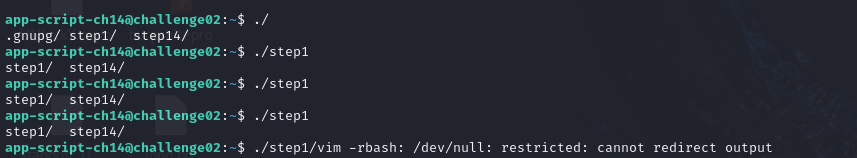 app-script-ch14@challenge02:~$ ./
.gnupg/ step1/  step14/
app-script-ch14@challenge02:~$ ./step1
step1/  step14/
app-script-ch14@challenge02:~$ ./step1
step1/  step14/
app-script-ch14@challenge02:~$ ./step1
step1/  step14/
app-script-ch14@challenge02:~$ ./step1/vim -rbash: /dev/null: restricted: cannot redirect output